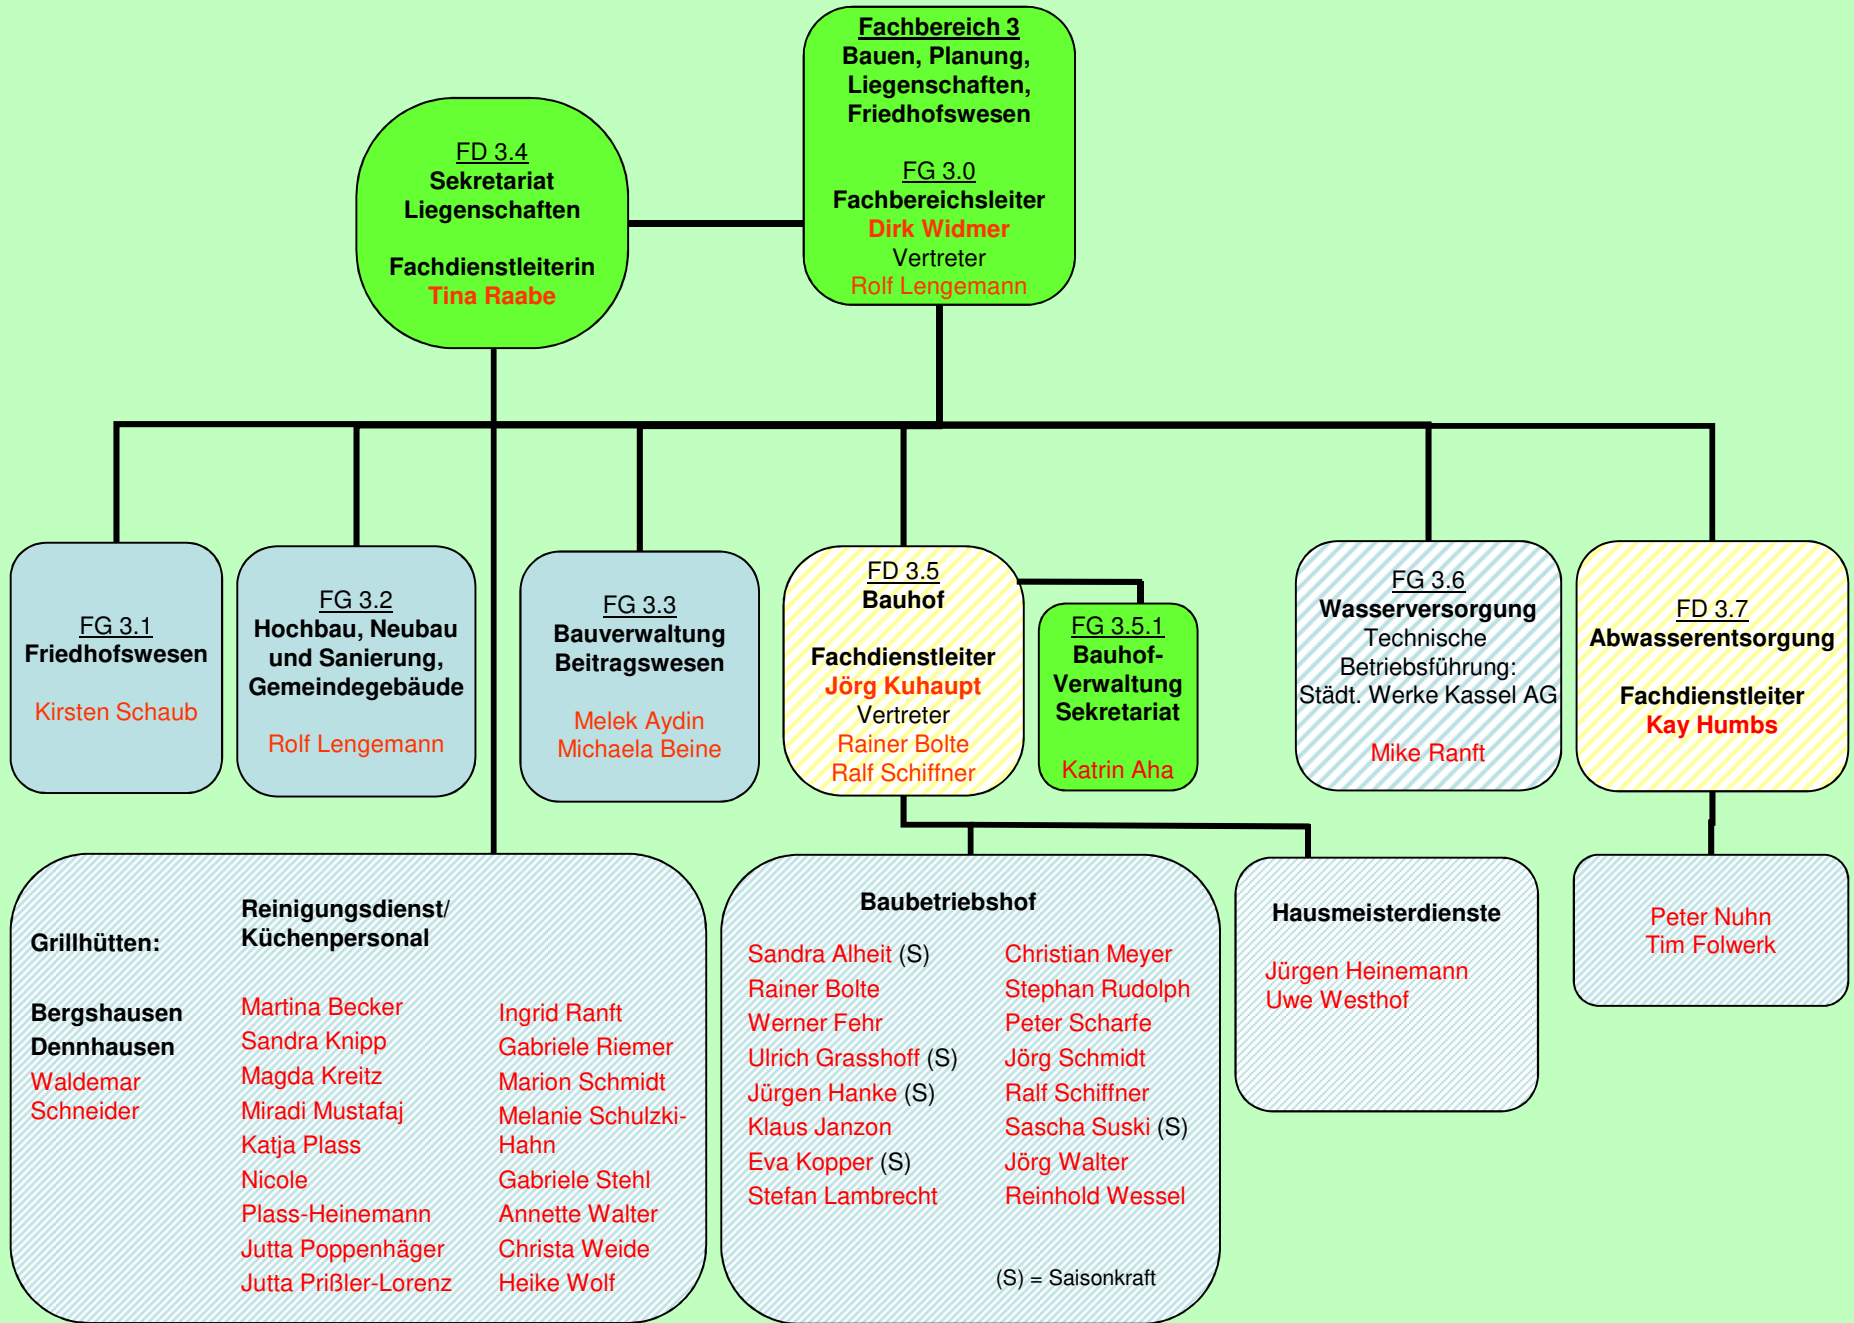 Fachbereich 3
Bauen, Planung,
Liegenschaften,
Friedhofswesen
FG 3.0
Fachbereichsleiter
Dirk Widmer
Vertreter
Rolf Lengemann
FD 3.4
Sekretariat
Liegenschaften
Fachdienstleiterin
Tina Raabe
FG 3.1
Friedhofswesen
Kirsten Schaub
FG 3.2
Hochbau, Neubau
und Sanierung,
Gemeindegebäude
Rolf Lengemann
FG 3.3
Bauverwaltung
Beitragswesen
Melek Aydin
Michaela Beine
FD 3.5
Bauhof
Fachdienstleiter
Jörg Kuhaupt
Vertreter
Rainer Bolte
Ralf Schiffner
FG 3.5.1
Bauhof-
Verwaltung
Sekretariat
Katrin Aha
FG 3.6
Wasserversorgung
Technische
Betriebsführung:
Städt. Werke Kassel AG
Mike Ranft
FD 3.7
Abwasserentsorgung
Fachdienstleiter
Kay Humbs
Grillhütten:
Bergshausen
Dennhausen
Waldemar
Schneider
Reinigungsdienst/
Küchenpersonal
Martina Becker
Sandra Knipp
Magda Kreitz
Miradi Mustafaj
Katja Plass
Nicole
Plass-Heinemann
Jutta Poppenhäger
Jutta Prißler-Lorenz
Ingrid Ranft
Gabriele Riemer
Marion Schmidt
Melanie Schulzki-
Hahn
Gabriele Stehl
Annette Walter
Christa Weide
Heike Wolf
Baubetriebshof
Sandra Alheit (S)
Rainer Bolte
Werner Fehr
Ulrich Grasshoff (S)
Jürgen Hanke (S)
Klaus Janzon
Eva Kopper (S)
Stefan Lambrecht
Christian Meyer
Stephan Rudolph
Peter Scharfe
Jörg Schmidt
Ralf Schiffner
Sascha Suski (S)
Jörg Walter
Reinhold Wessel
(S) = Saisonkraft
Hausmeisterdienste
Jürgen Heinemann
Uwe Westhof
Peter Nuhn
Tim Folwerk